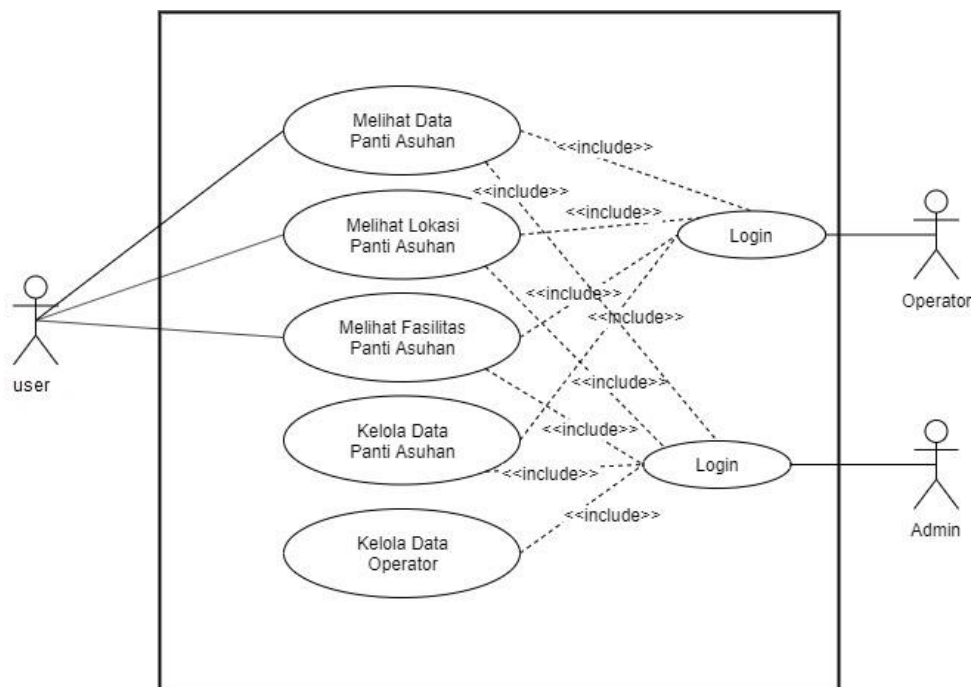 Melihat Data
Panti Asuhan
<<include>>
<<include>>
Melihat Lokasi
Panti Asuhan
<<include>>
Login
Operator
<<include>>
<<include>>
Melihat Fasilitas
Panti Asuhan
user
<<include>>
Kelola Data
Panti Asuhan
<<include>>
<<include>>
Login
<<include>>
Admin
Kelola Data
Operator